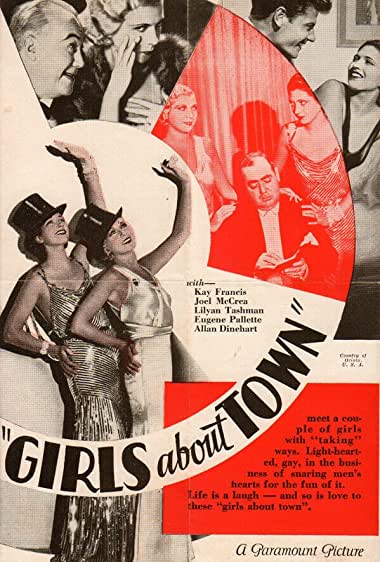 with—
Kay Francis
Joel McCrea
Lilyan Tashman
Eugene Pallette
Allan Dinehart
Country of
Origin
U. S. A.
"GIRLS about TOWN"
meet a cou-
ple of girls
with "taking"
ways. Light-heart-
ed, gay, in the busi-
ness of snaring men's
hearts for the fun of it.
Life is a laugh — and so is love to
these "girls about town".
A Paramount Picture